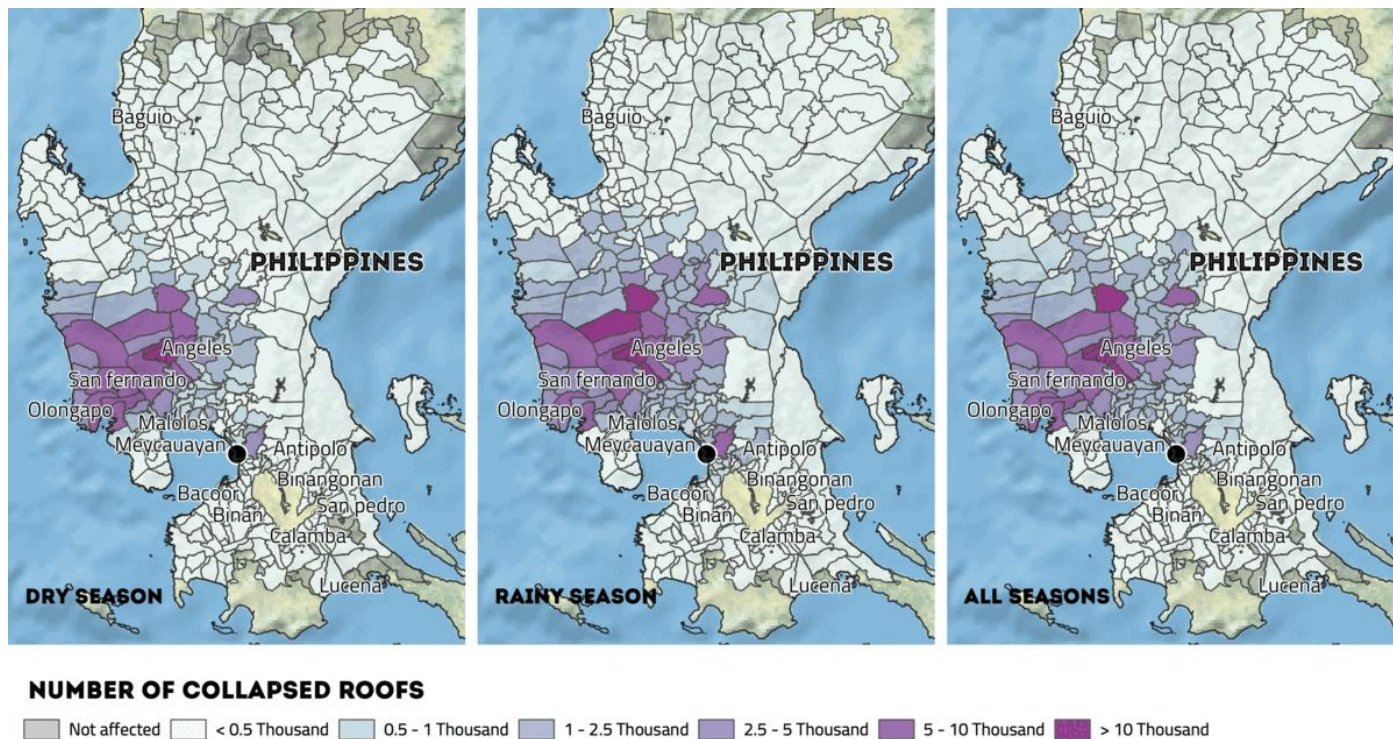 Baguio
PHILIPPINES
Angeles
San fernando
Olongapo
Malolos
Meycauayan
Antipolo
Binangonan
Bacoor
San pedro
Binan
Calamba
Lucena
DRY SEASON
Baguio
PHILIPPINES
Angeles
San fernando
Olongapo
Malolos
Meycauayan
Antipolo
Binangonan
Bacoor
San pedro
Binan
Calamba
Lucena
RAINY SEASON
Baguio
PHILIPPINES
Angeles
San fernando
Olongapo
Malolos
Meycauayan
Antipolo
Binangonan
Bacoor
San pedro
Binan
Calamba
Lucena
ALL SEASONS
NUMBER OF COLLAPSED ROOFS
Not affected
< 0.5 Thousand
0.5 - 1 Thousand
1 - 2.5 Thousand
2.5 - 5 Thousand
5 - 10 Thousand
> 10 Thousand